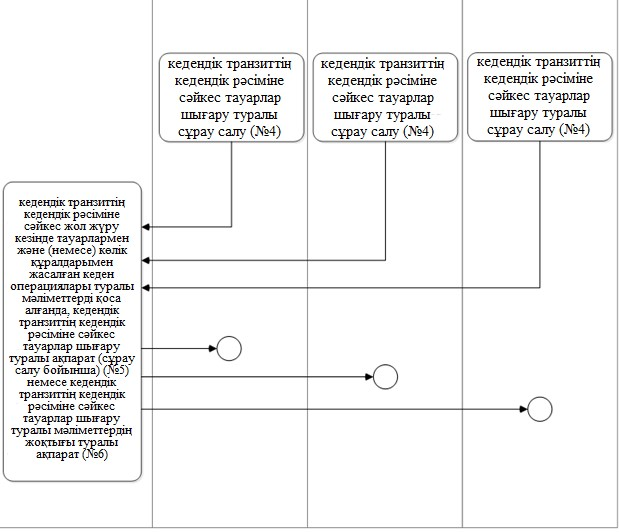 кедендік транзиттің
кедендік рәсіміне
сәйкес тауарлар
шығару туралы
сұрау салу (№4)
кедендік транзиттің
кедендік рәсіміне
сәйкес тауарлар
шығару туралы
сұрау салу (№4)
кедендік транзиттің
кедендік рәсіміне
сәйкес тауарлар
шығару туралы
сұрау салу (№4)
кедендік транзиттің
кедендік рәсіміне
сәйкес жол жүру
кезінде тауарлармен
және (немесе) көлік
құралдарымен
жасалған кеден
операциялары туралы
мәліметтерді қоса
алғанда, кедендік
транзиттің кедендік
рәсіміне сәйкес
тауарлар шығару
туралы ақпарат (сұрау
салу бойынша) (№5)
немесе кедендік
транзиттің кедендік
рәсіміне сәйкес
тауарлар шығару
туралы мәліметтердің
жоқтығы туралы
ақпарат (№6)